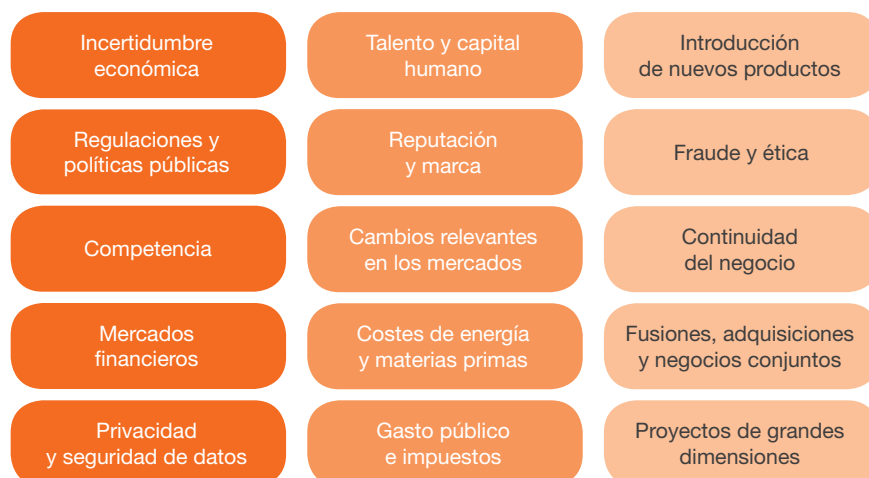 Incertidumbre
económica
Talento y capital
humano
Introducción
de nuevos productos
Regulaciones y
políticas públicas
Reputación
y marca
Fraude y ética
Competencia
Cambios relevantes
en los mercados
Continuidad
del negocio
Mercados
financieros
Costes de energía
y materias primas
Fusiones, adquisiciones
y negocios conjuntos
Privacidad
y seguridad de datos
Gasto público
e impuestos
Proyectos de grandes
dimensiones